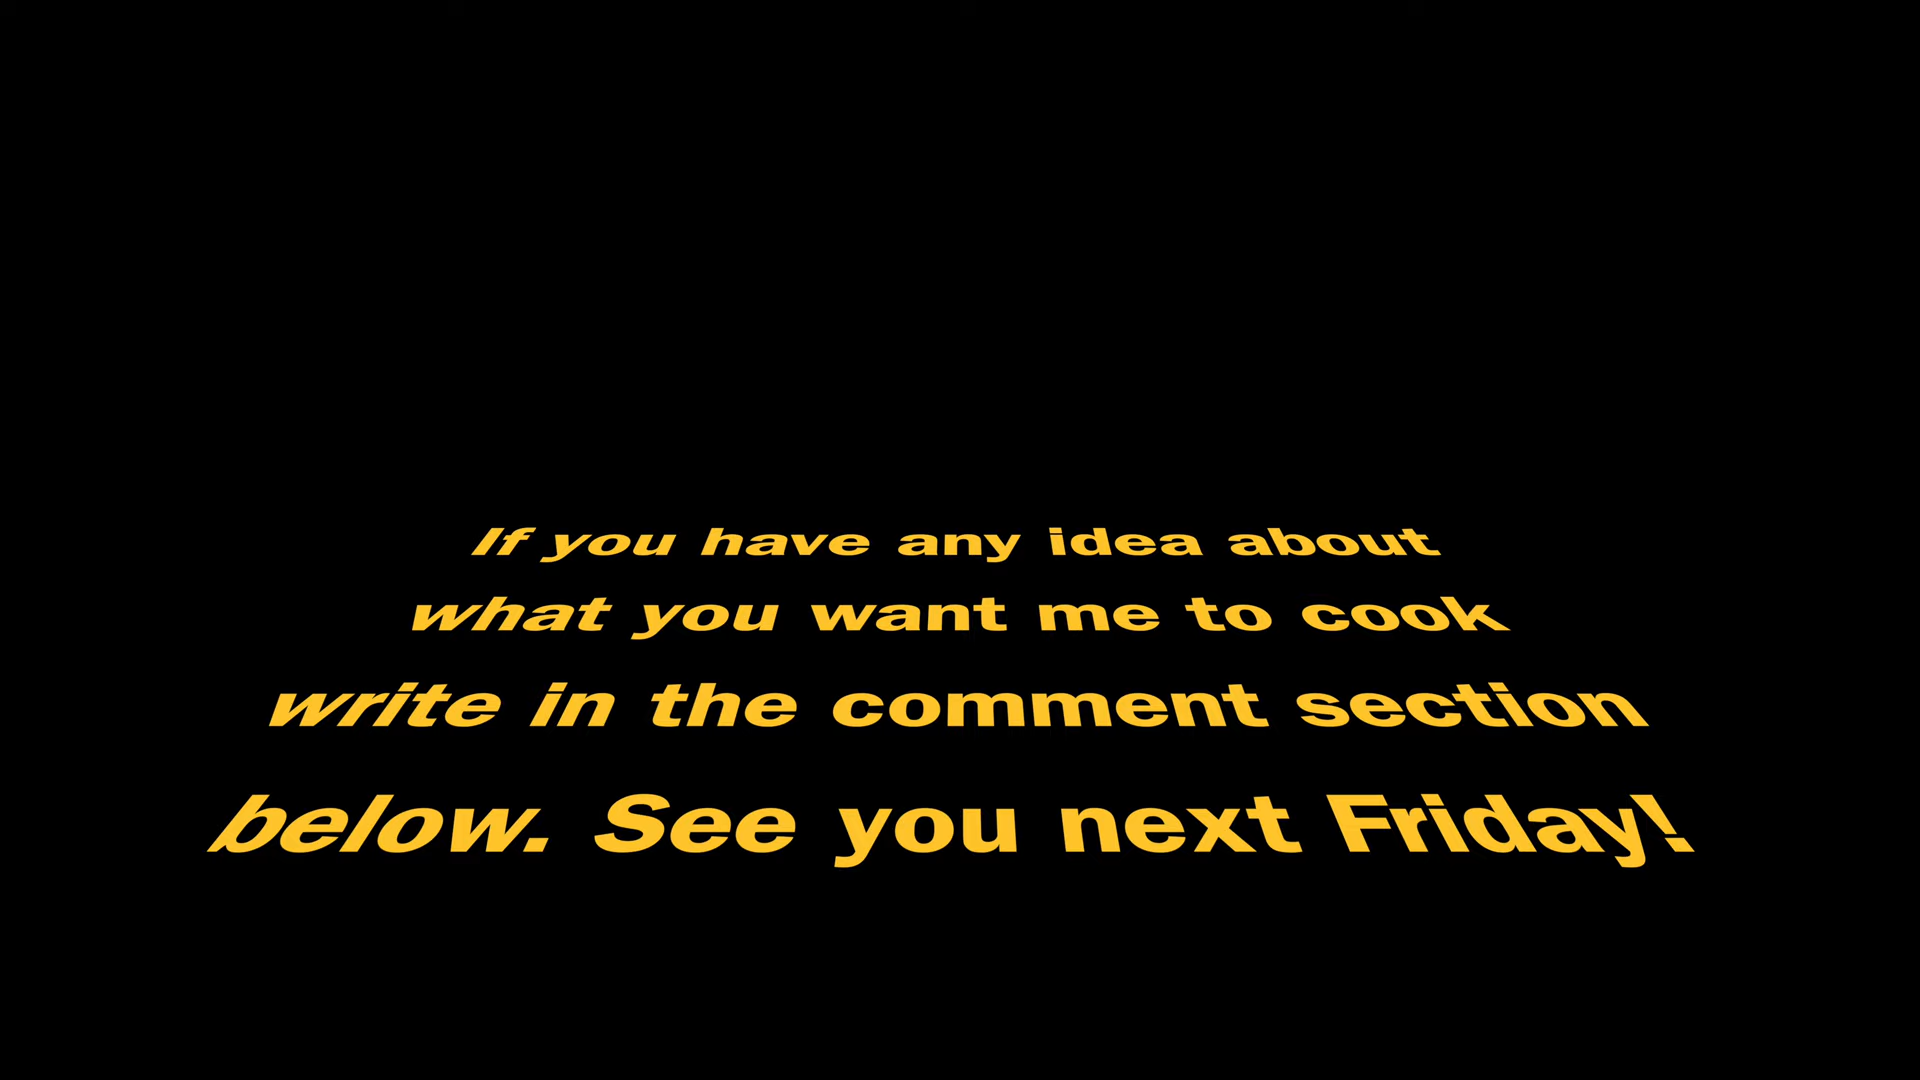 If you have any idea about
what you want me to cook
write in the comment section
below. See you next Friday!